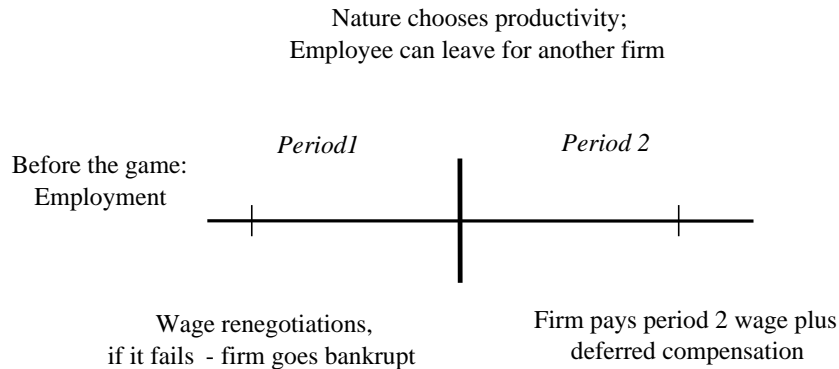 Nature chooses productivity;
Employee can leave for another firm
Period1
Period 2
Before the game:
Employment
Wage renegotiations,
if it fails - firm goes bankrupt
Firm pays period 2 wage plus
deferred compensation